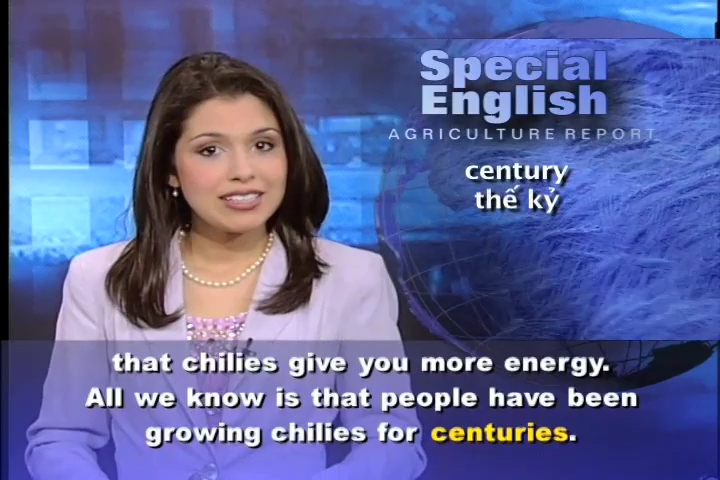 Special
English
AGRICULTURE REPORT
century
thế kỷ
that chilies give you more energy.
All we know is that people have been
growing chilies for centuries.